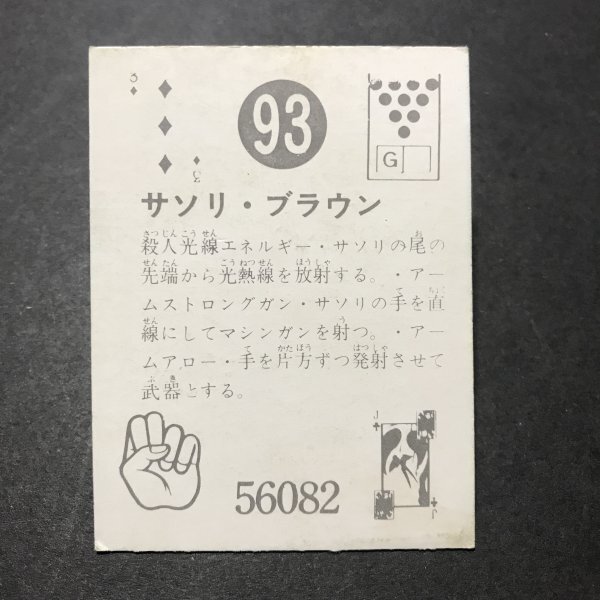 3
93
G
3
サソリ・ブラウン
殺人光線エネルギー・サソリの尾の
先端から光熱線を放射する。・アー
ムストロングガン・サソリの手を直
線にしてマシンガンを射つ。・アー
ムアロー・手を片方ずつ発射させて
武器とする。
J
56082
J